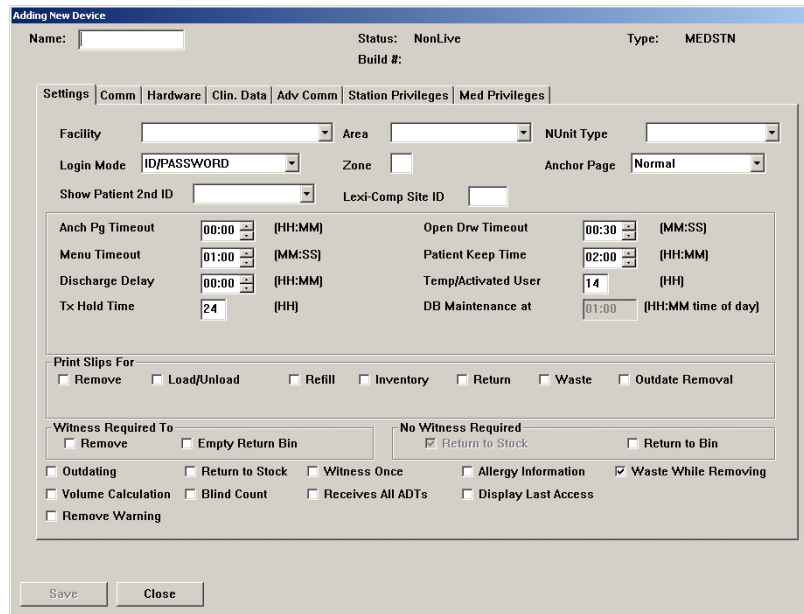 Adding New Device
Name: Status: NonLive Type: MEDSTN
Build #:
Settings Comm Hardware Clin. Data Adv Comm Station Privileges Med Privileges
Facility Area NUnit Type
Login Mode ID/PASSWORD Zone Anchor Page Normal
Show Patient 2nd ID Lexi-Comp Site ID
Anch Pg Timeout 00:00 (HH:MM) Open Drw Timeout 00:30 (MM:SS)
Menu Timeout 01:00 (MM:SS) Patient Keep Time 02:00 (HH:MM)
Discharge Delay 00:00 (HH:MM) Temp/Activated User 14 (HH)
Tx Hold Time 24 (HH) DB Maintenance at 01:00 (HH:MM time of day)
Print Slips For
Remove Load/Unload Refill Inventory Return Waste Outdate Removal
Witness Required To No Witness Required
Remove Empty Return Bin Return to Stock Return to Bin
Outdating Return to Stock Witness Once Allergy Information Waste While Removing
Volume Calculation Blind Count Receives All ADTs Display Last Access
Remove Warning
Save Close